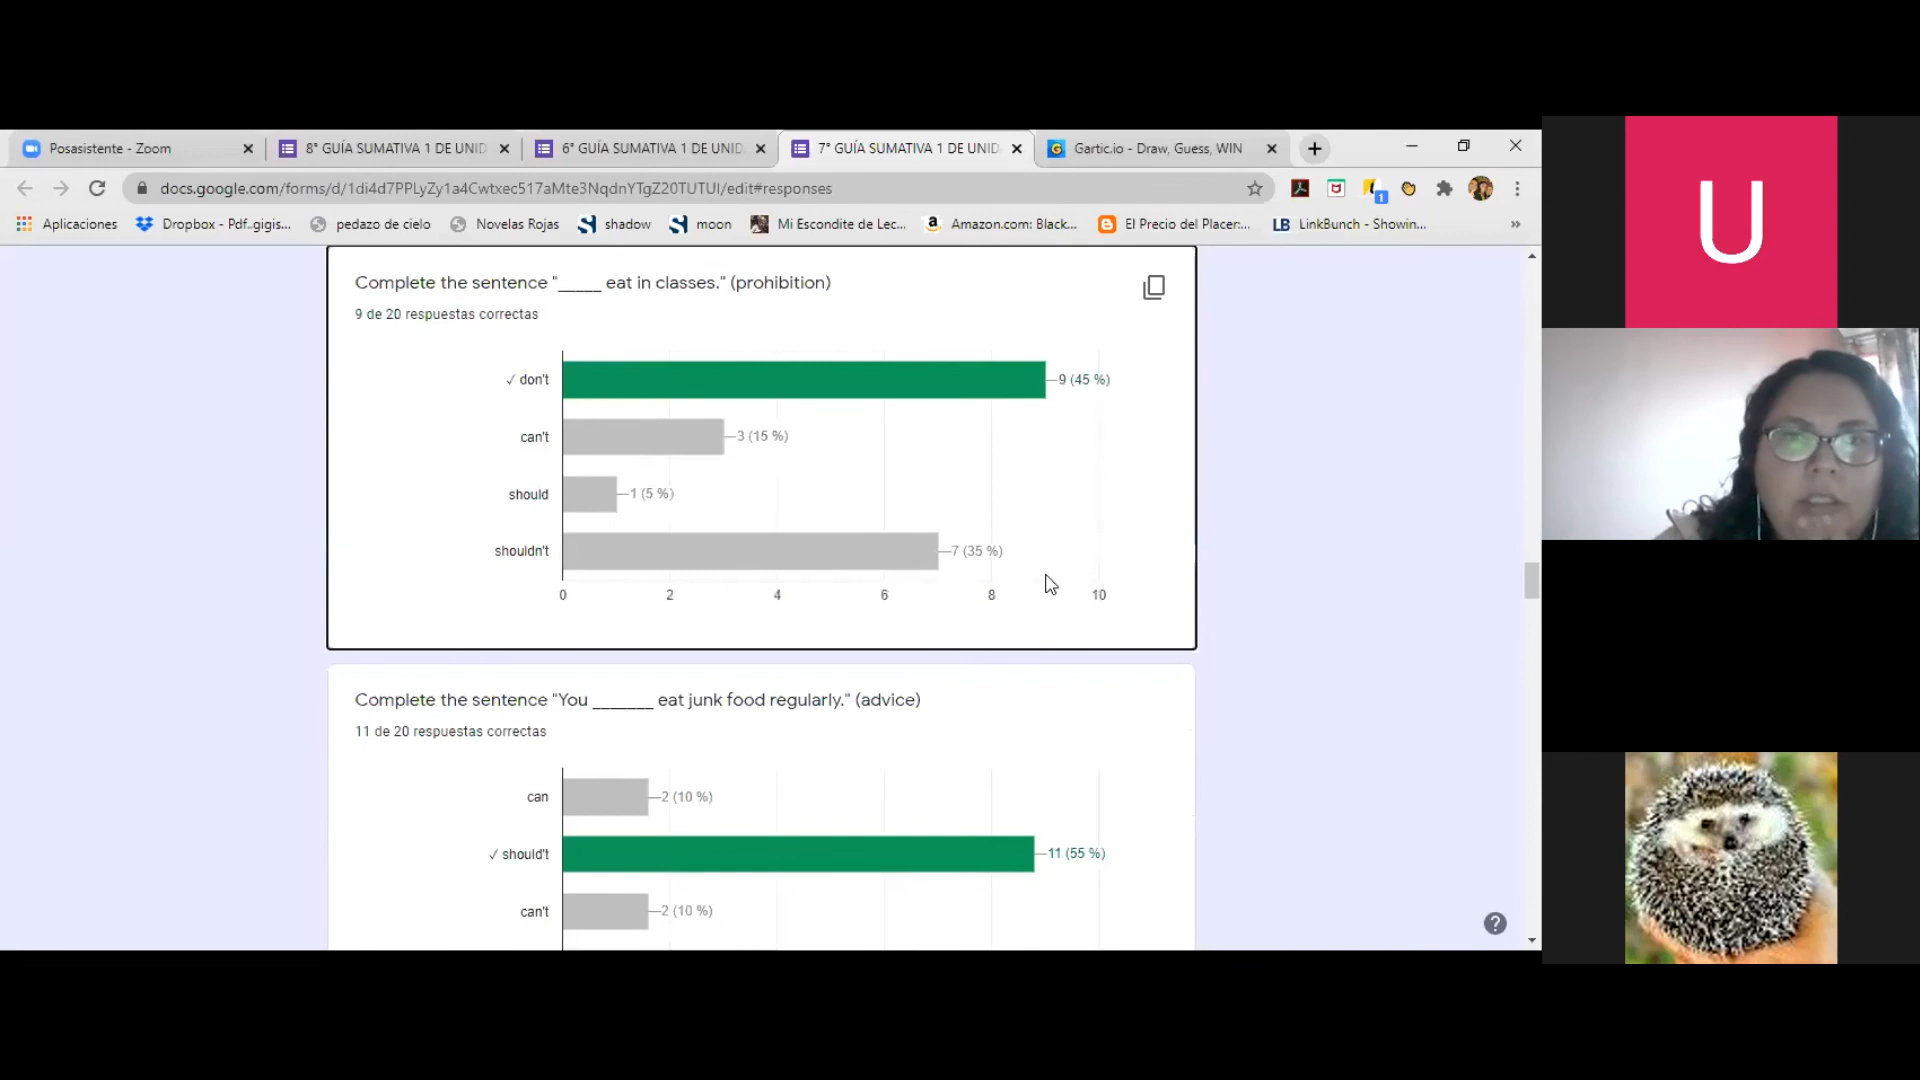 Posasistente - Zoom
8° GUÍA SUMATIVA 1 DE UNID
6° GUÍA SUMATIVA 1 DE UNID
7° GUÍA SUMATIVA 1 DE UNID
Gartic.io - Draw, Guess, WIN
docs.google.com/forms/d/1di4d7PPLyZy1a4Cwtxec517aMte3NqdnYTgZ20TUTUI/edit#responses
1
Aplicaciones
Dropbox - Pdf..gigis...
pedazo de cielo
Novelas Rojas
shadow
moon
Mi Escondite de Lec...
Amazon.com: Black...
El Precio del Placer:...
LB LinkBunch - Showin...
»
Complete the sentence "_____ eat in classes." (prohibition)
9 de 20 respuestas correctas
✓ don't
9 (45 %)
can't
3 (15 %)
should
1 (5 %)
shouldn't
7 (35 %)
0 2 4 6 8 10
Complete the sentence "You _______ eat junk food regularly." (advice)
11 de 20 respuestas correctas
can
2 (10 %)
✓ should't
11 (55 %)
can't
2 (10 %)
?
U